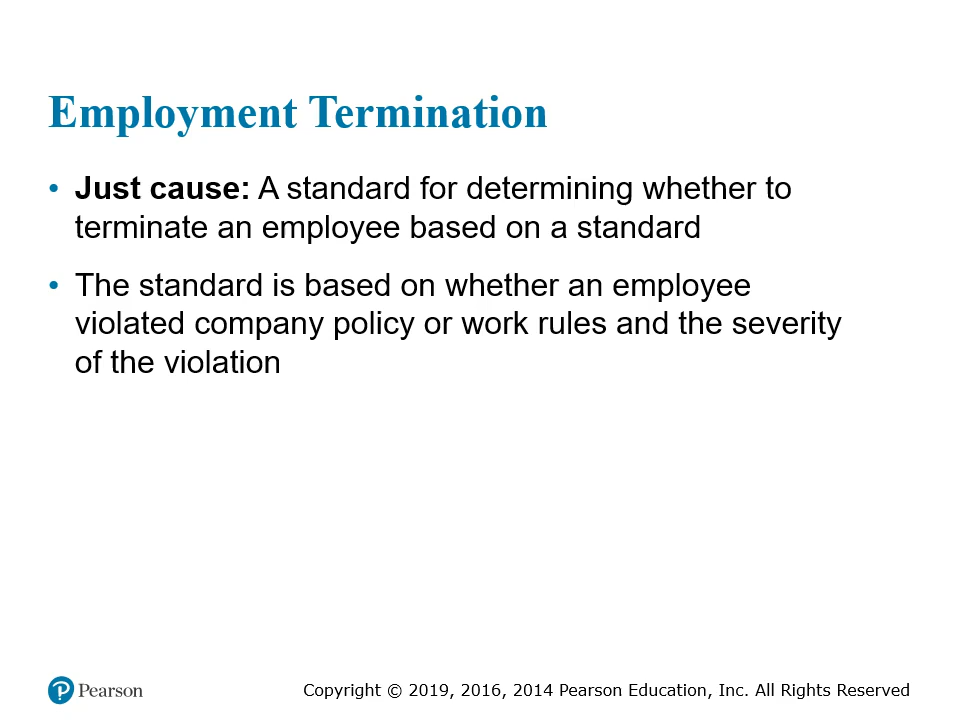 Employment Termination
• Just cause: A standard for determining whether to
terminate an employee based on a standard
• The standard is based on whether an employee
violated company policy or work rules and the severity
of the violation
Pearson
Copyright © 2019, 2016, 2014 Pearson Education, Inc. All Rights Reserved